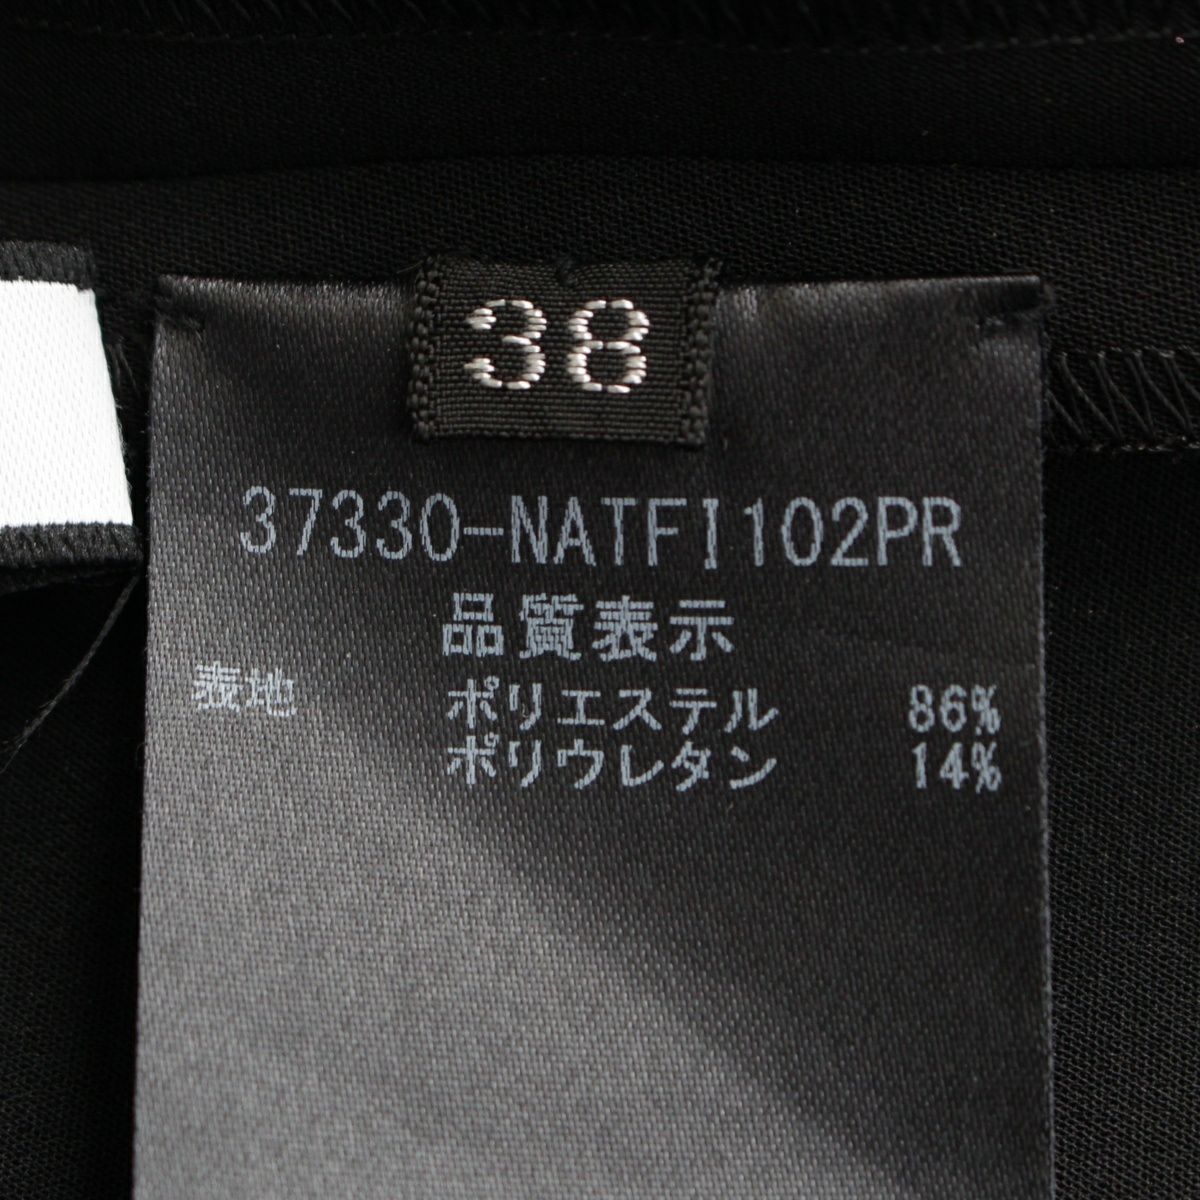 38
37330-NATFI102PR
品質表示
表地 ポリエステル 86%
ポリウレタン 14%